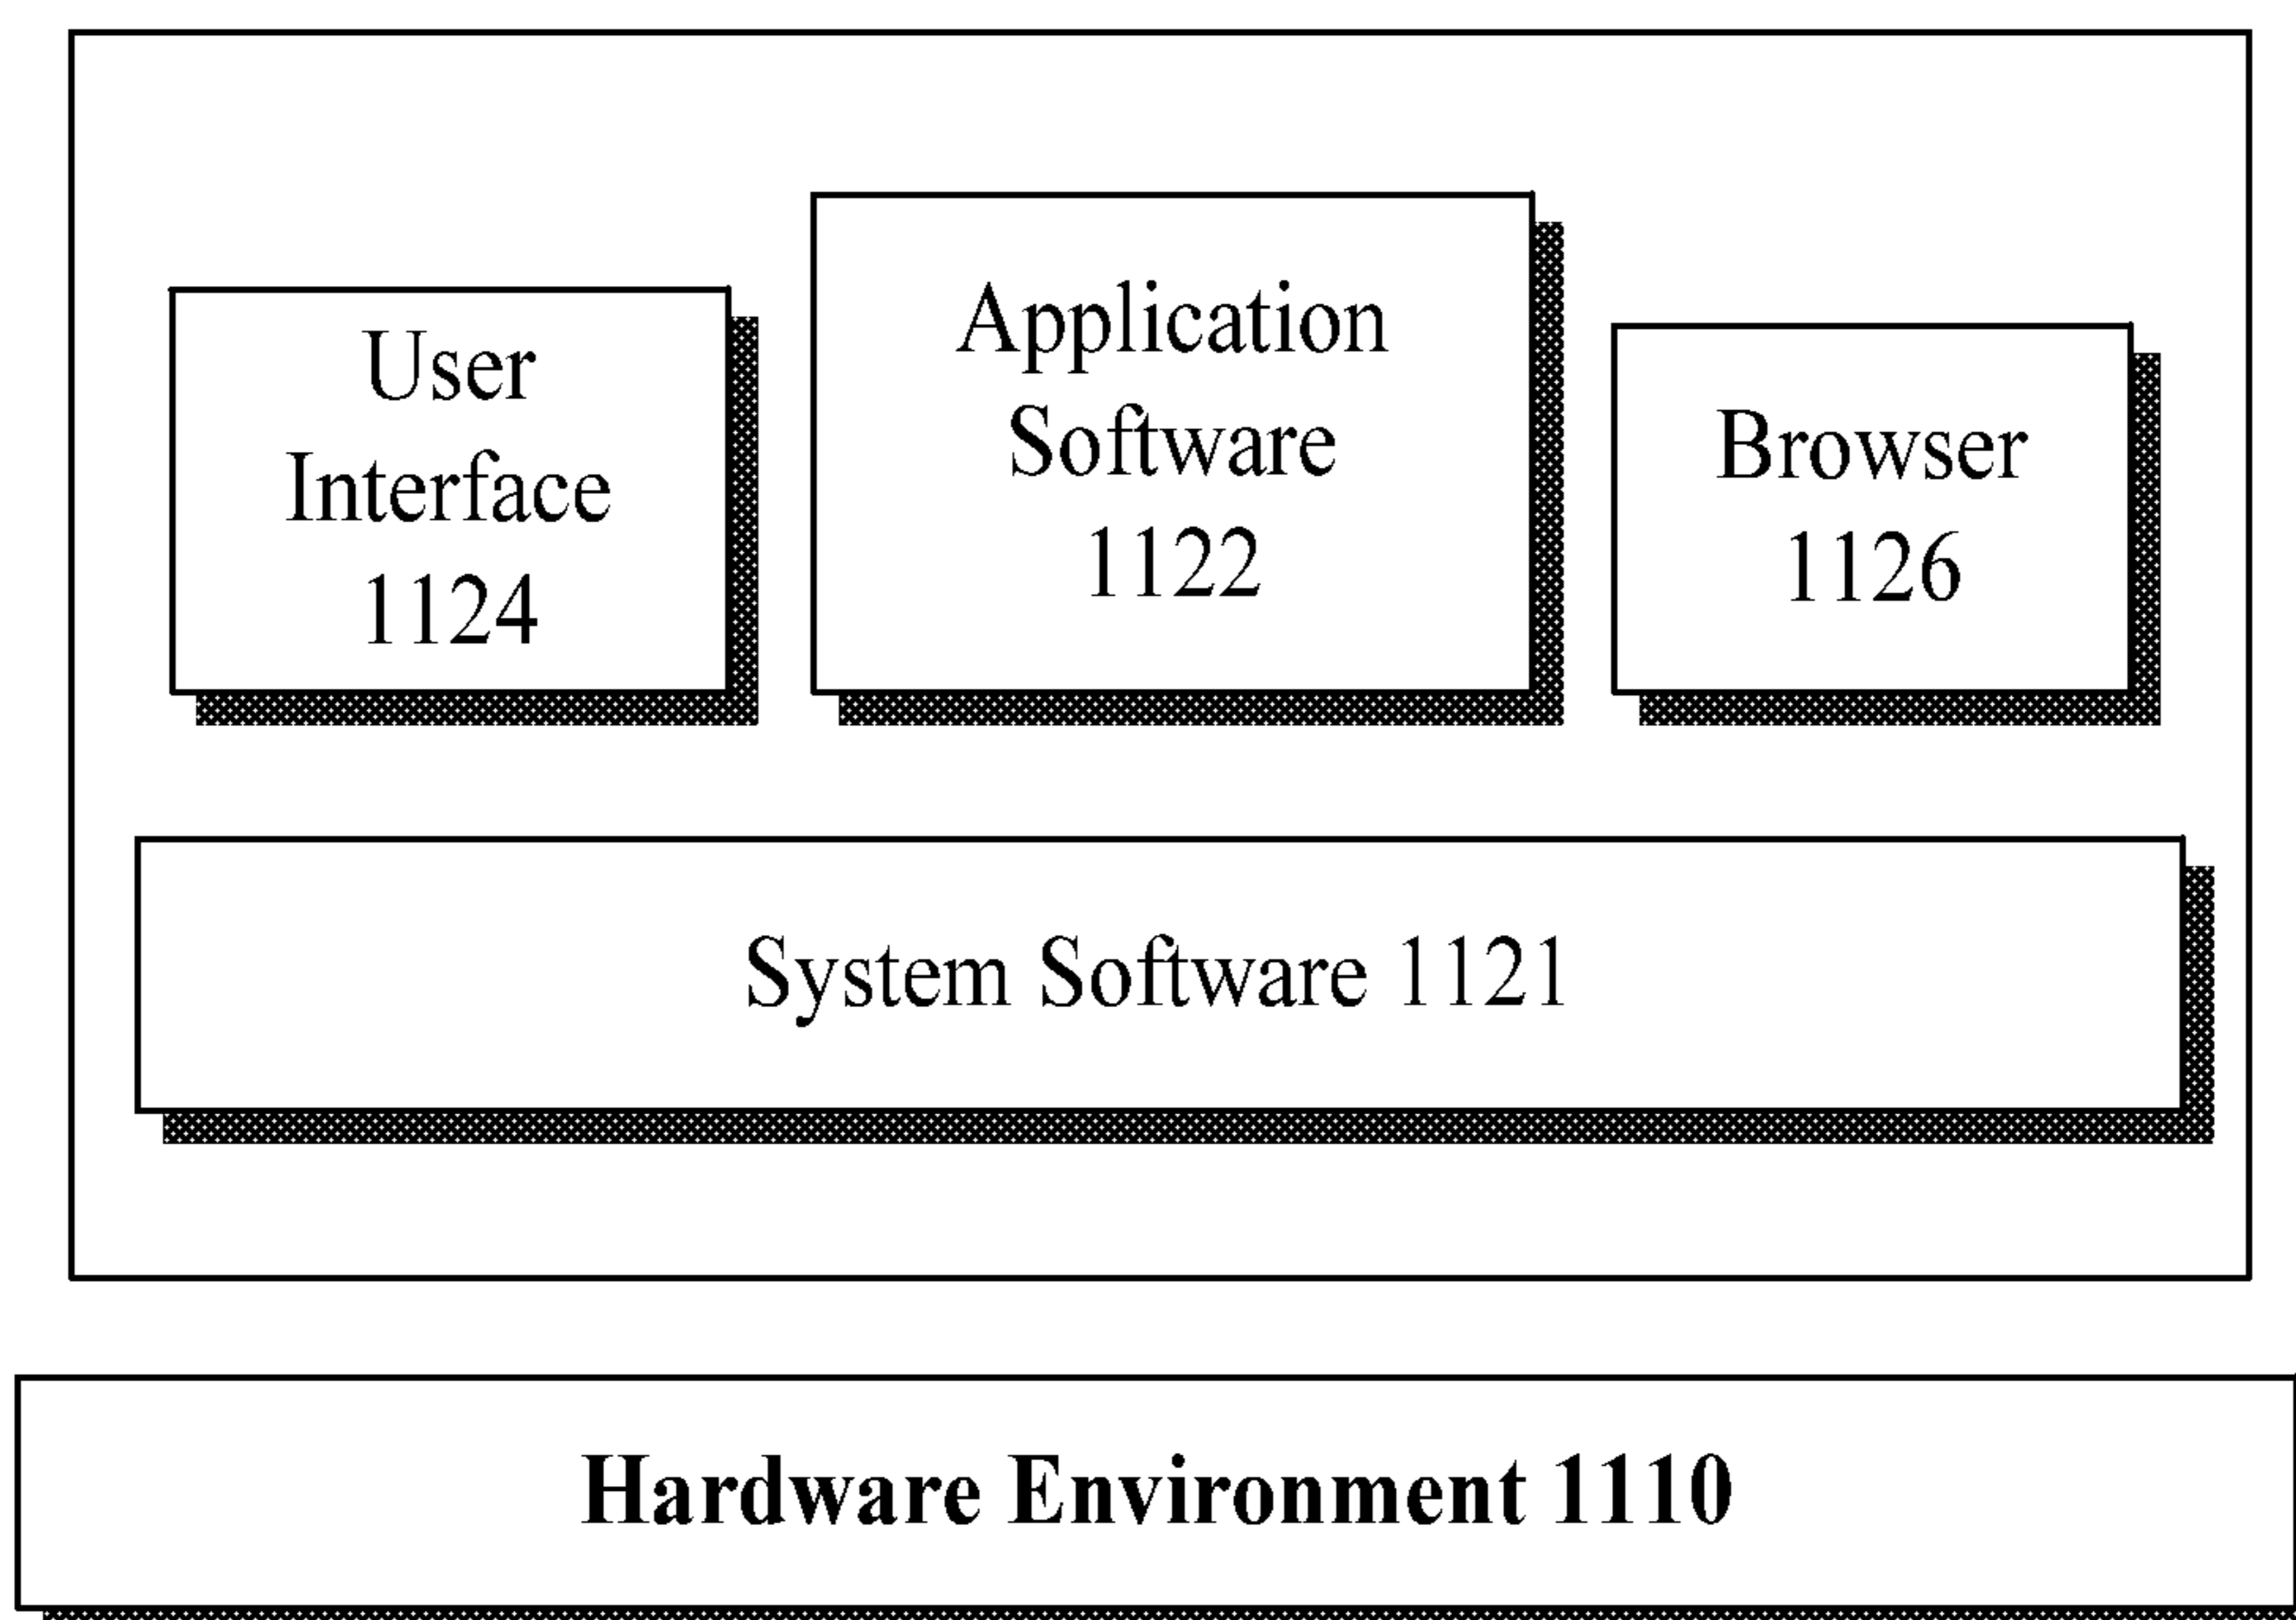 User
Interface
1124
Application
Software
1122
Browser
1126
System Software 1121
Hardware Environment 1110